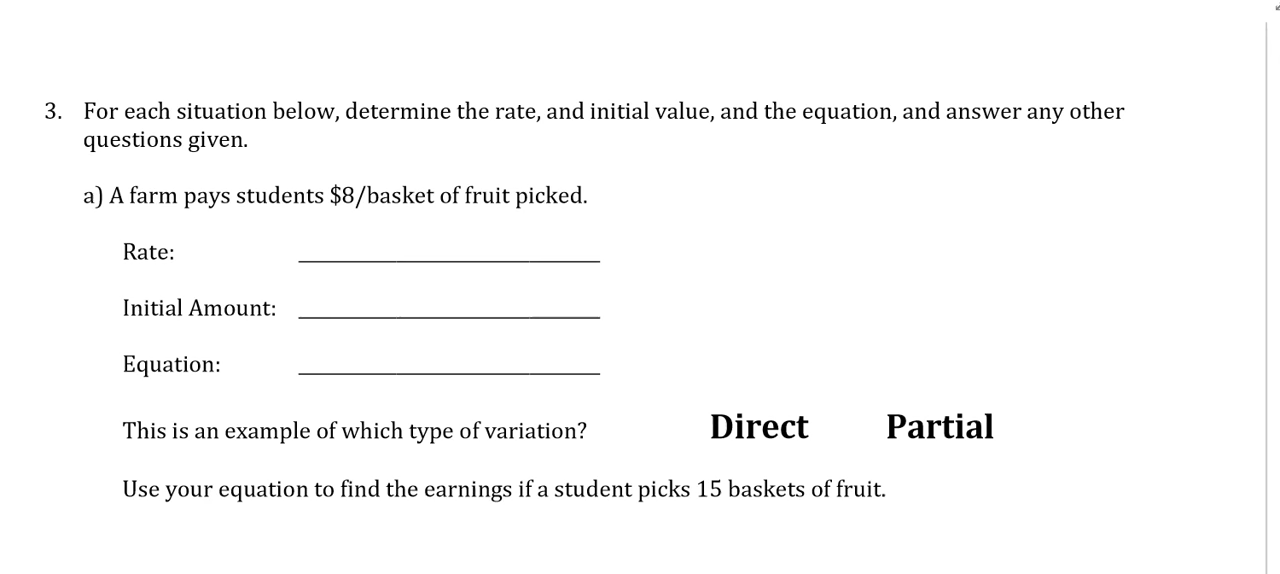 3. For each situation below, determine the rate, and initial value, and the equation, and answer any other
questions given.
a) A farm pays students $8/basket of fruit picked.
Rate: ______________________________
Initial Amount: ______________________________
Equation: ______________________________
This is an example of which type of variation? Direct Partial
Use your equation to find the earnings if a student picks 15 baskets of fruit.